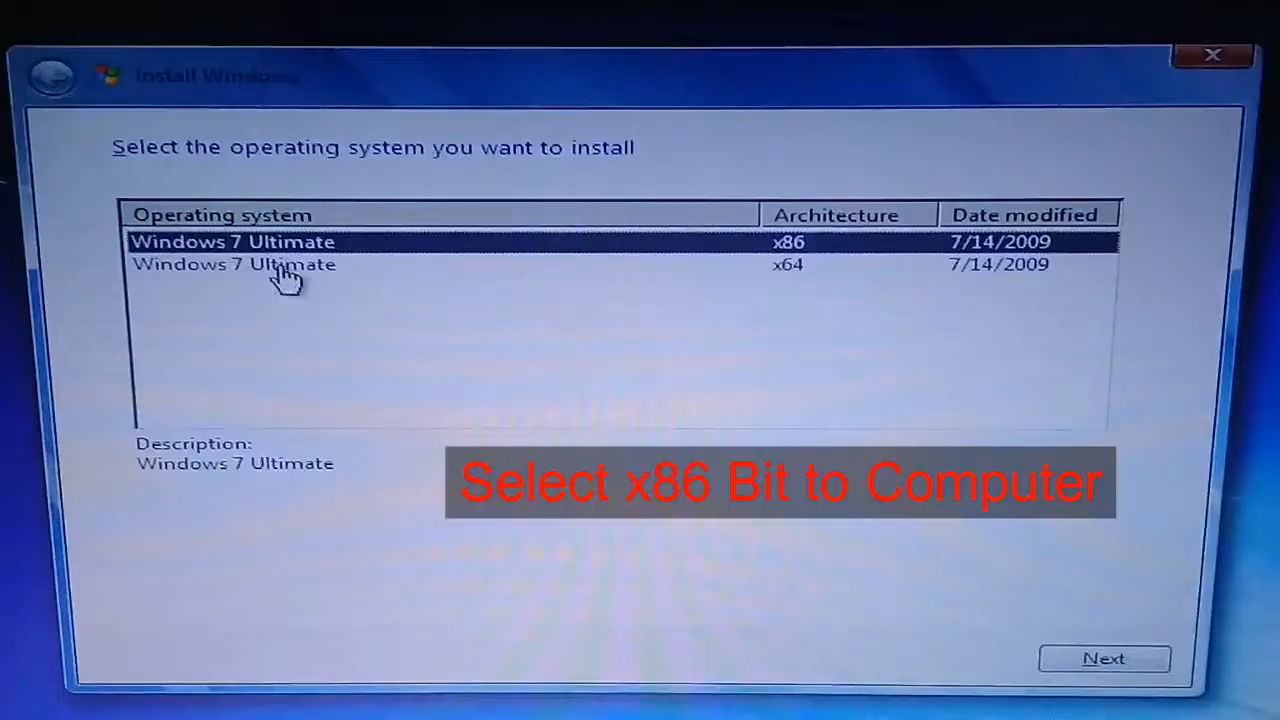 Install Windows
Select the operating system you want to install
Operating system Architecture Date modified
Windows 7 Ultimate x86 7/14/2009
Windows 7 Ultimate x64 7/14/2009
Description:
Windows 7 Ultimate
Select x86 Bit to Computer
Next